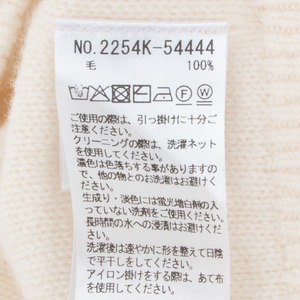 NO.2254K-54444
毛 100%
ご使用の際は、引っ掛けに十分ご
注意ください。
クリーニングの際は、洗濯ネット
を使用してください。
濃色は色落ちする事がありますの
で、他の物とのお洗濯はお避けく
ださい。
生成り・淡色には蛍光増白剤の入
っていない洗剤をご使用ください。
長時間の水への浸漬はお避けくだ
さい。
洗濯後は速やかに形を整えて日陰
で平干しをしてください。
アイロン掛けをする際は、あて布
を使用してください。